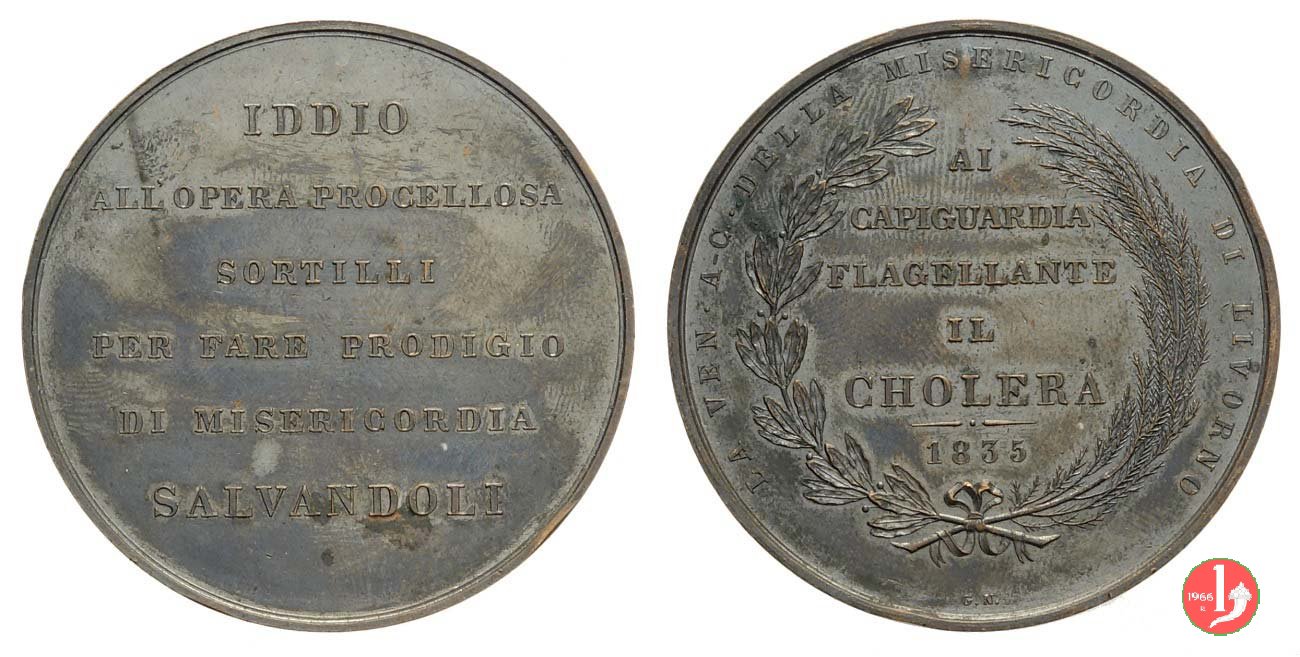 IDDIO
ALL'OPERA PROCELLOSA
SORTILLI
PER FARE PRODIGIO
DI MISERICORDIA
SALVANDOLI
LA VEN. A. C. DELLA MISERICORDIA DI LIVORNO
AI
CAPIGUARDIA
FLAGELLANTE
IL
CHOLERA
1835
G. N.
1966